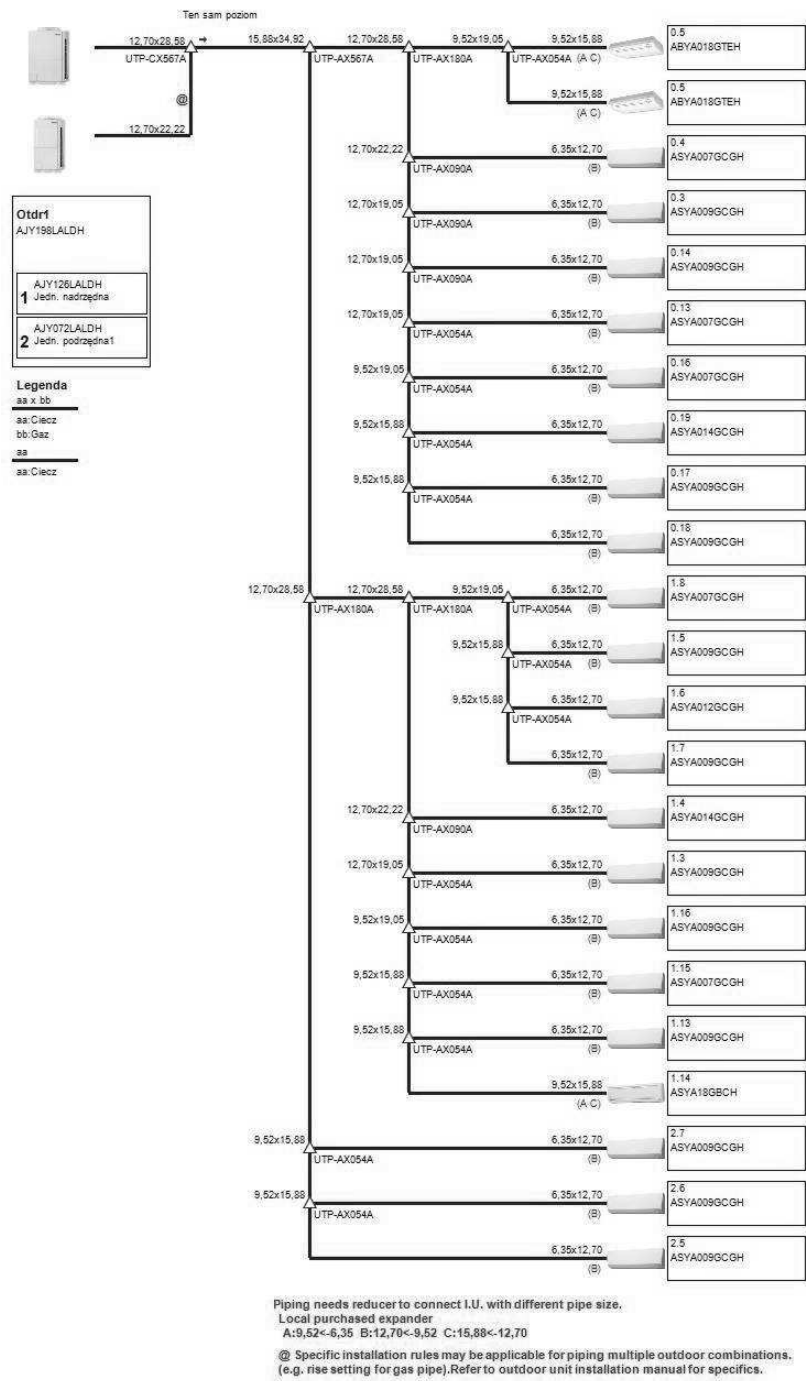 Ten sam poziom
12,70x28,58 → 15,88x34,92 12,70x28,58 9,52x19,05 9,52x15,88
UTP-CX567A UTP-AX567A UTP-AX180A UTP-AX054A (A C)
0.5
ABYA018GTEH
@
12,70x22,22
9,52x15,88
(A C)
0.5
ABYA018GTEH
12,70x22,22 6,35x12,70
UTP-AX090A (B)
0.4
ASYA007GCGH
12,70x19,05 6,35x12,70
UTP-AX090A (B)
0.3
ASYA009GCGH
12,70x19,05 6,35x12,70
UTP-AX090A (B)
0.14
ASYA009GCGH
12,70x19,05 6,35x12,70
UTP-AX054A (B)
0.13
ASYA007GCGH
9,52x19,05 6,35x12,70
UTP-AX054A (B)
0.16
ASYA007GCGH
9,52x15,88 6,35x12,70
UTP-AX054A
0.19
ASYA014GCGH
9,52x15,88 6,35x12,70
UTP-AX054A (B)
0.17
ASYA009GCGH
6,35x12,70
(B)
0.18
ASYA009GCGH
Otdr1
AJY198LALDH
1 AJY126LALDH
Jedn. nadrzędna
2 AJY072LALDH
Jedn. podrzędna1
Legenda
aa x bb
aa:Ciecz
bb:Gaz
aa
aa:Ciecz
12,70x28,58 12,70x28,58 9,52x19,05 6,35x12,70
UTP-AX180A UTP-AX180A UTP-AX054A (B)
1.8
ASYA007GCGH
9,52x15,88 6,35x12,70
UTP-AX054A (B)
1.5
ASYA009GCGH
9,52x15,88 6,35x12,70
UTP-AX054A
1.6
ASYA012GCGH
6,35x12,70
(B)
1.7
ASYA009GCGH
12,70x22,22 6,35x12,70
UTP-AX090A
1.4
ASYA014GCGH
12,70x19,05 6,35x12,70
UTP-AX054A (B)
1.3
ASYA009GCGH
9,52x19,05 6,35x12,70
UTP-AX054A (B)
1.16
ASYA009GCGH
9,52x15,88 6,35x12,70
UTP-AX054A (B)
1.15
ASYA007GCGH
9,52x15,88 6,35x12,70
UTP-AX054A (B)
1.13
ASYA009GCGH
9,52x15,88
(A C)
1.14
ASYA18GBCH
9,52x15,88 6,35x12,70
UTP-AX054A (B)
2.7
ASYA009GCGH
9,52x15,88 6,35x12,70
UTP-AX054A (B)
2.6
ASYA009GCGH
6,35x12,70
(B)
2.5
ASYA009GCGH
Piping needs reducer to connect I.U. with different pipe size.
Local purchased expander
A:9,52<-6,35 B:12,70<-9,52 C:15,88<-12,70
@ Specific installation rules may be applicable for piping multiple outdoor combinations.
(e.g. rise setting for gas pipe).Refer to outdoor unit installation manual for specifics.